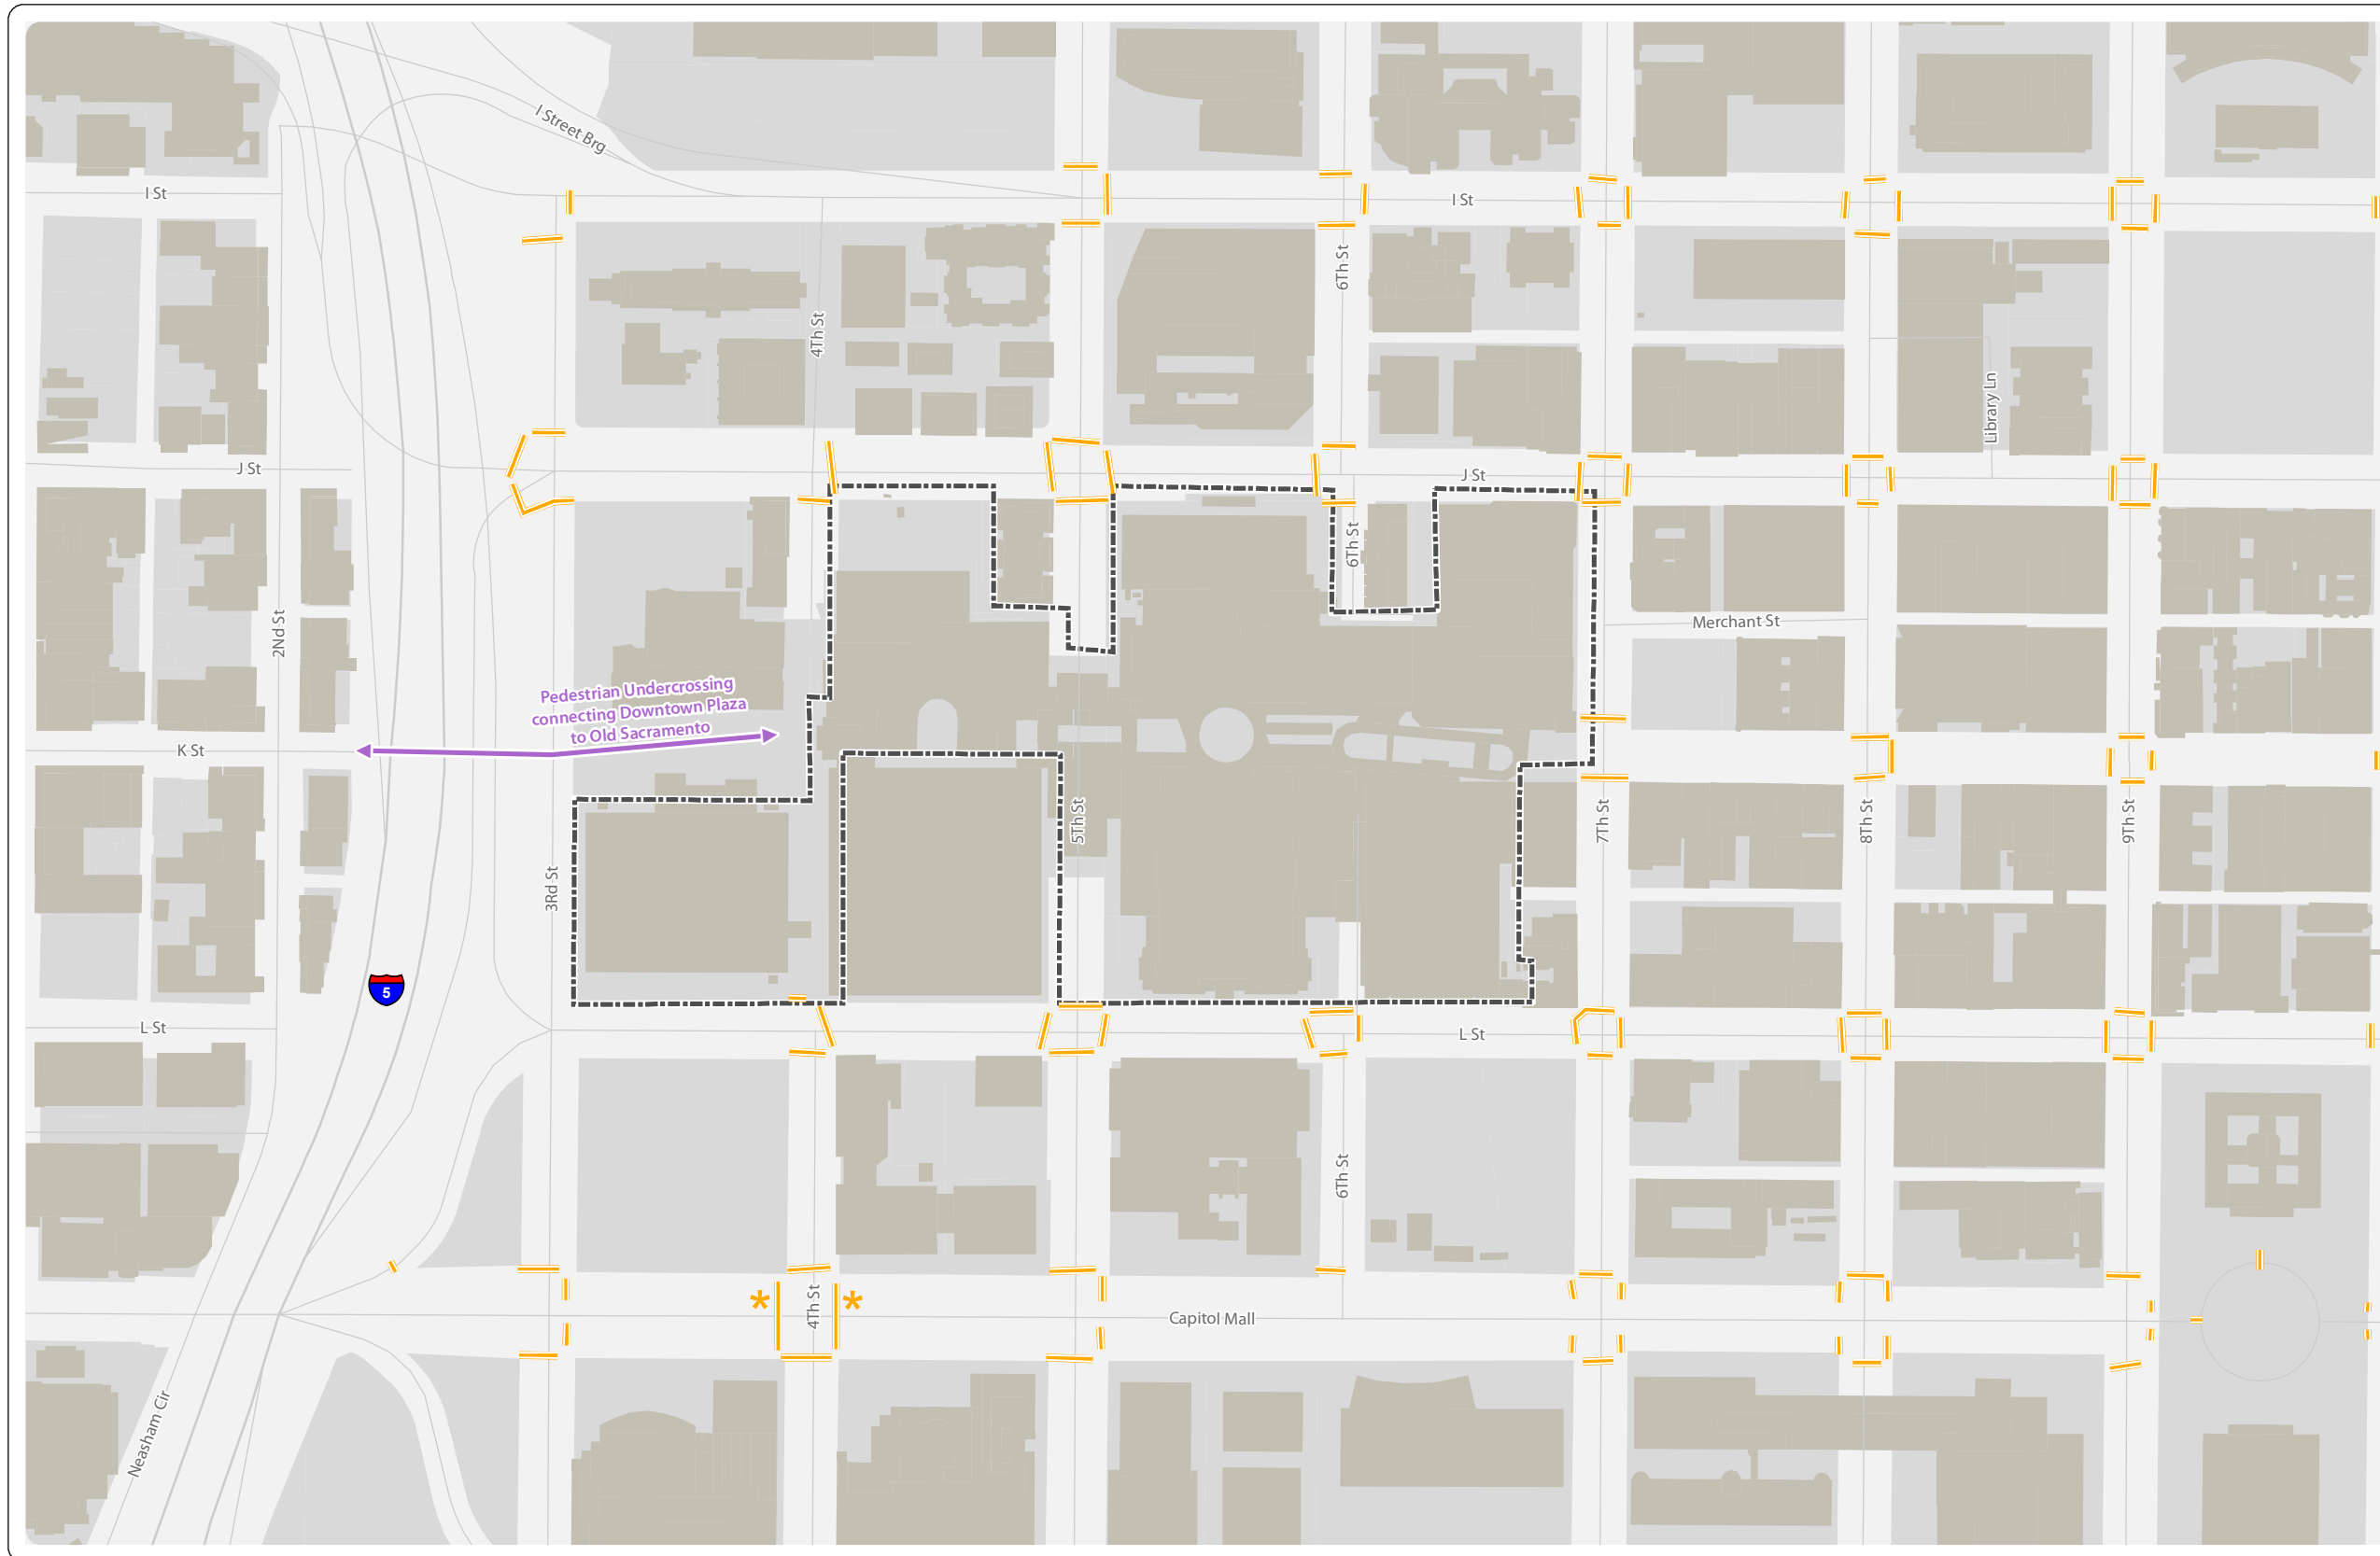 I Street Brg
I St
I St
6Th St
4Th St
Library Ln
J St
J St
6Th St
2Nd St
Merchant St
Pedestrian Undercrossing
connecting Downtown Plaza
to Old Sacramento
K St
5Th St
7Th St
8Th St
9Th St
3Rd St
5
L St
L St
6Th St
* *
4Th St
Capitol Mall
Neasham Cir